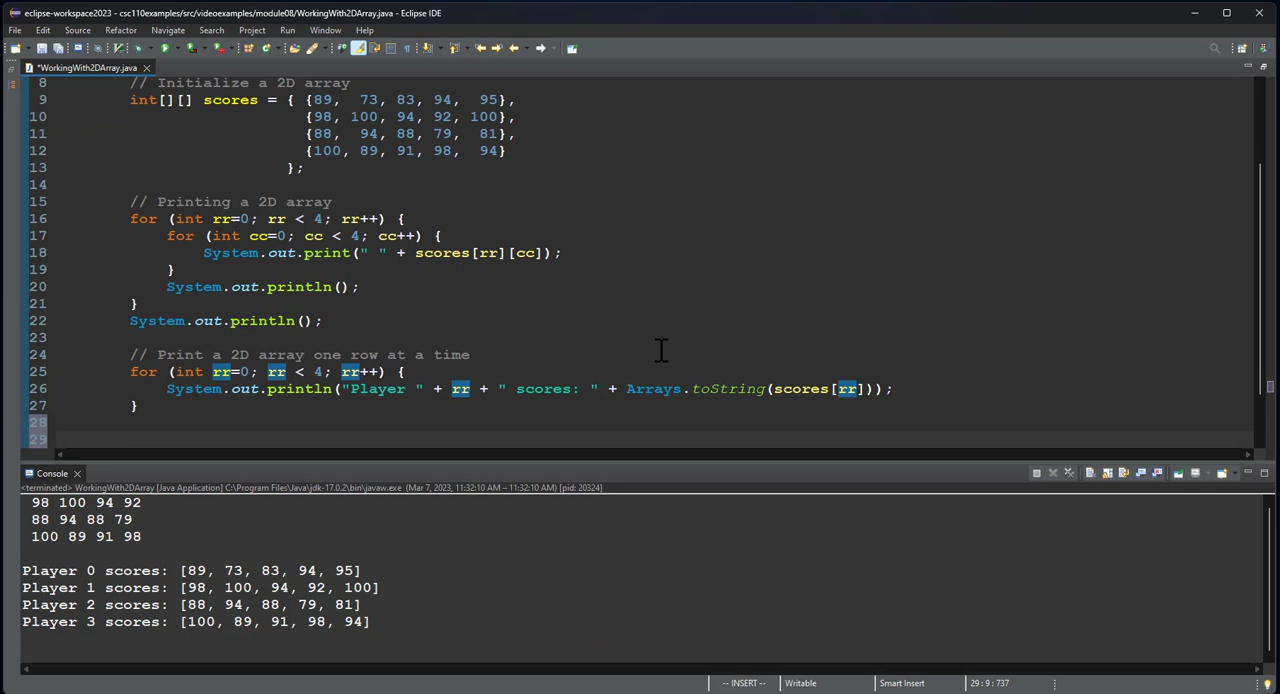 eclipse-workspace2023 - csc110examples/src/videoexamples/module08/WorkingWith2DArray.java - Eclipse IDE
File Edit Source Refactor Navigate Search Project Run Window Help
*WorkingWith2DArray.java
8 // Initialize a 2D array
9 int[][] scores = { {89, 73, 83, 94, 95},
10 {98, 100, 94, 92, 100},
11 {88, 94, 88, 79, 81},
12 {100, 89, 91, 98, 94}
13 };
14
15 // Printing a 2D array
16 for (int rr=0; rr < 4; rr++) {
17 for (int cc=0; cc < 4; cc++) {
18 System.out.print(" " + scores[rr][cc]);
19 }
20 System.out.println();
21 }
22 System.out.println();
23
24 // Print a 2D array one row at a time
25 for (int rr=0; rr < 4; rr++) {
26 System.out.println("Player " + rr + " scores: " + Arrays.toString(scores[rr]));
27 }
28
29
Console
<terminated> WorkingWith2DArray [Java Application] C:\Program Files\Java\jdk-17.0.2\bin\javaw.exe (Mar 7, 2023, 11:32:10 AM – 11:32:10 AM) [pid: 20324]
98 100 94 92
88 94 88 79
100 89 91 98
Player 0 scores: [89, 73, 83, 94, 95]
Player 1 scores: [98, 100, 94, 92, 100]
Player 2 scores: [88, 94, 88, 79, 81]
Player 3 scores: [100, 89, 91, 98, 94]
-- INSERT -- Writable Smart Insert 29 : 9 : 737